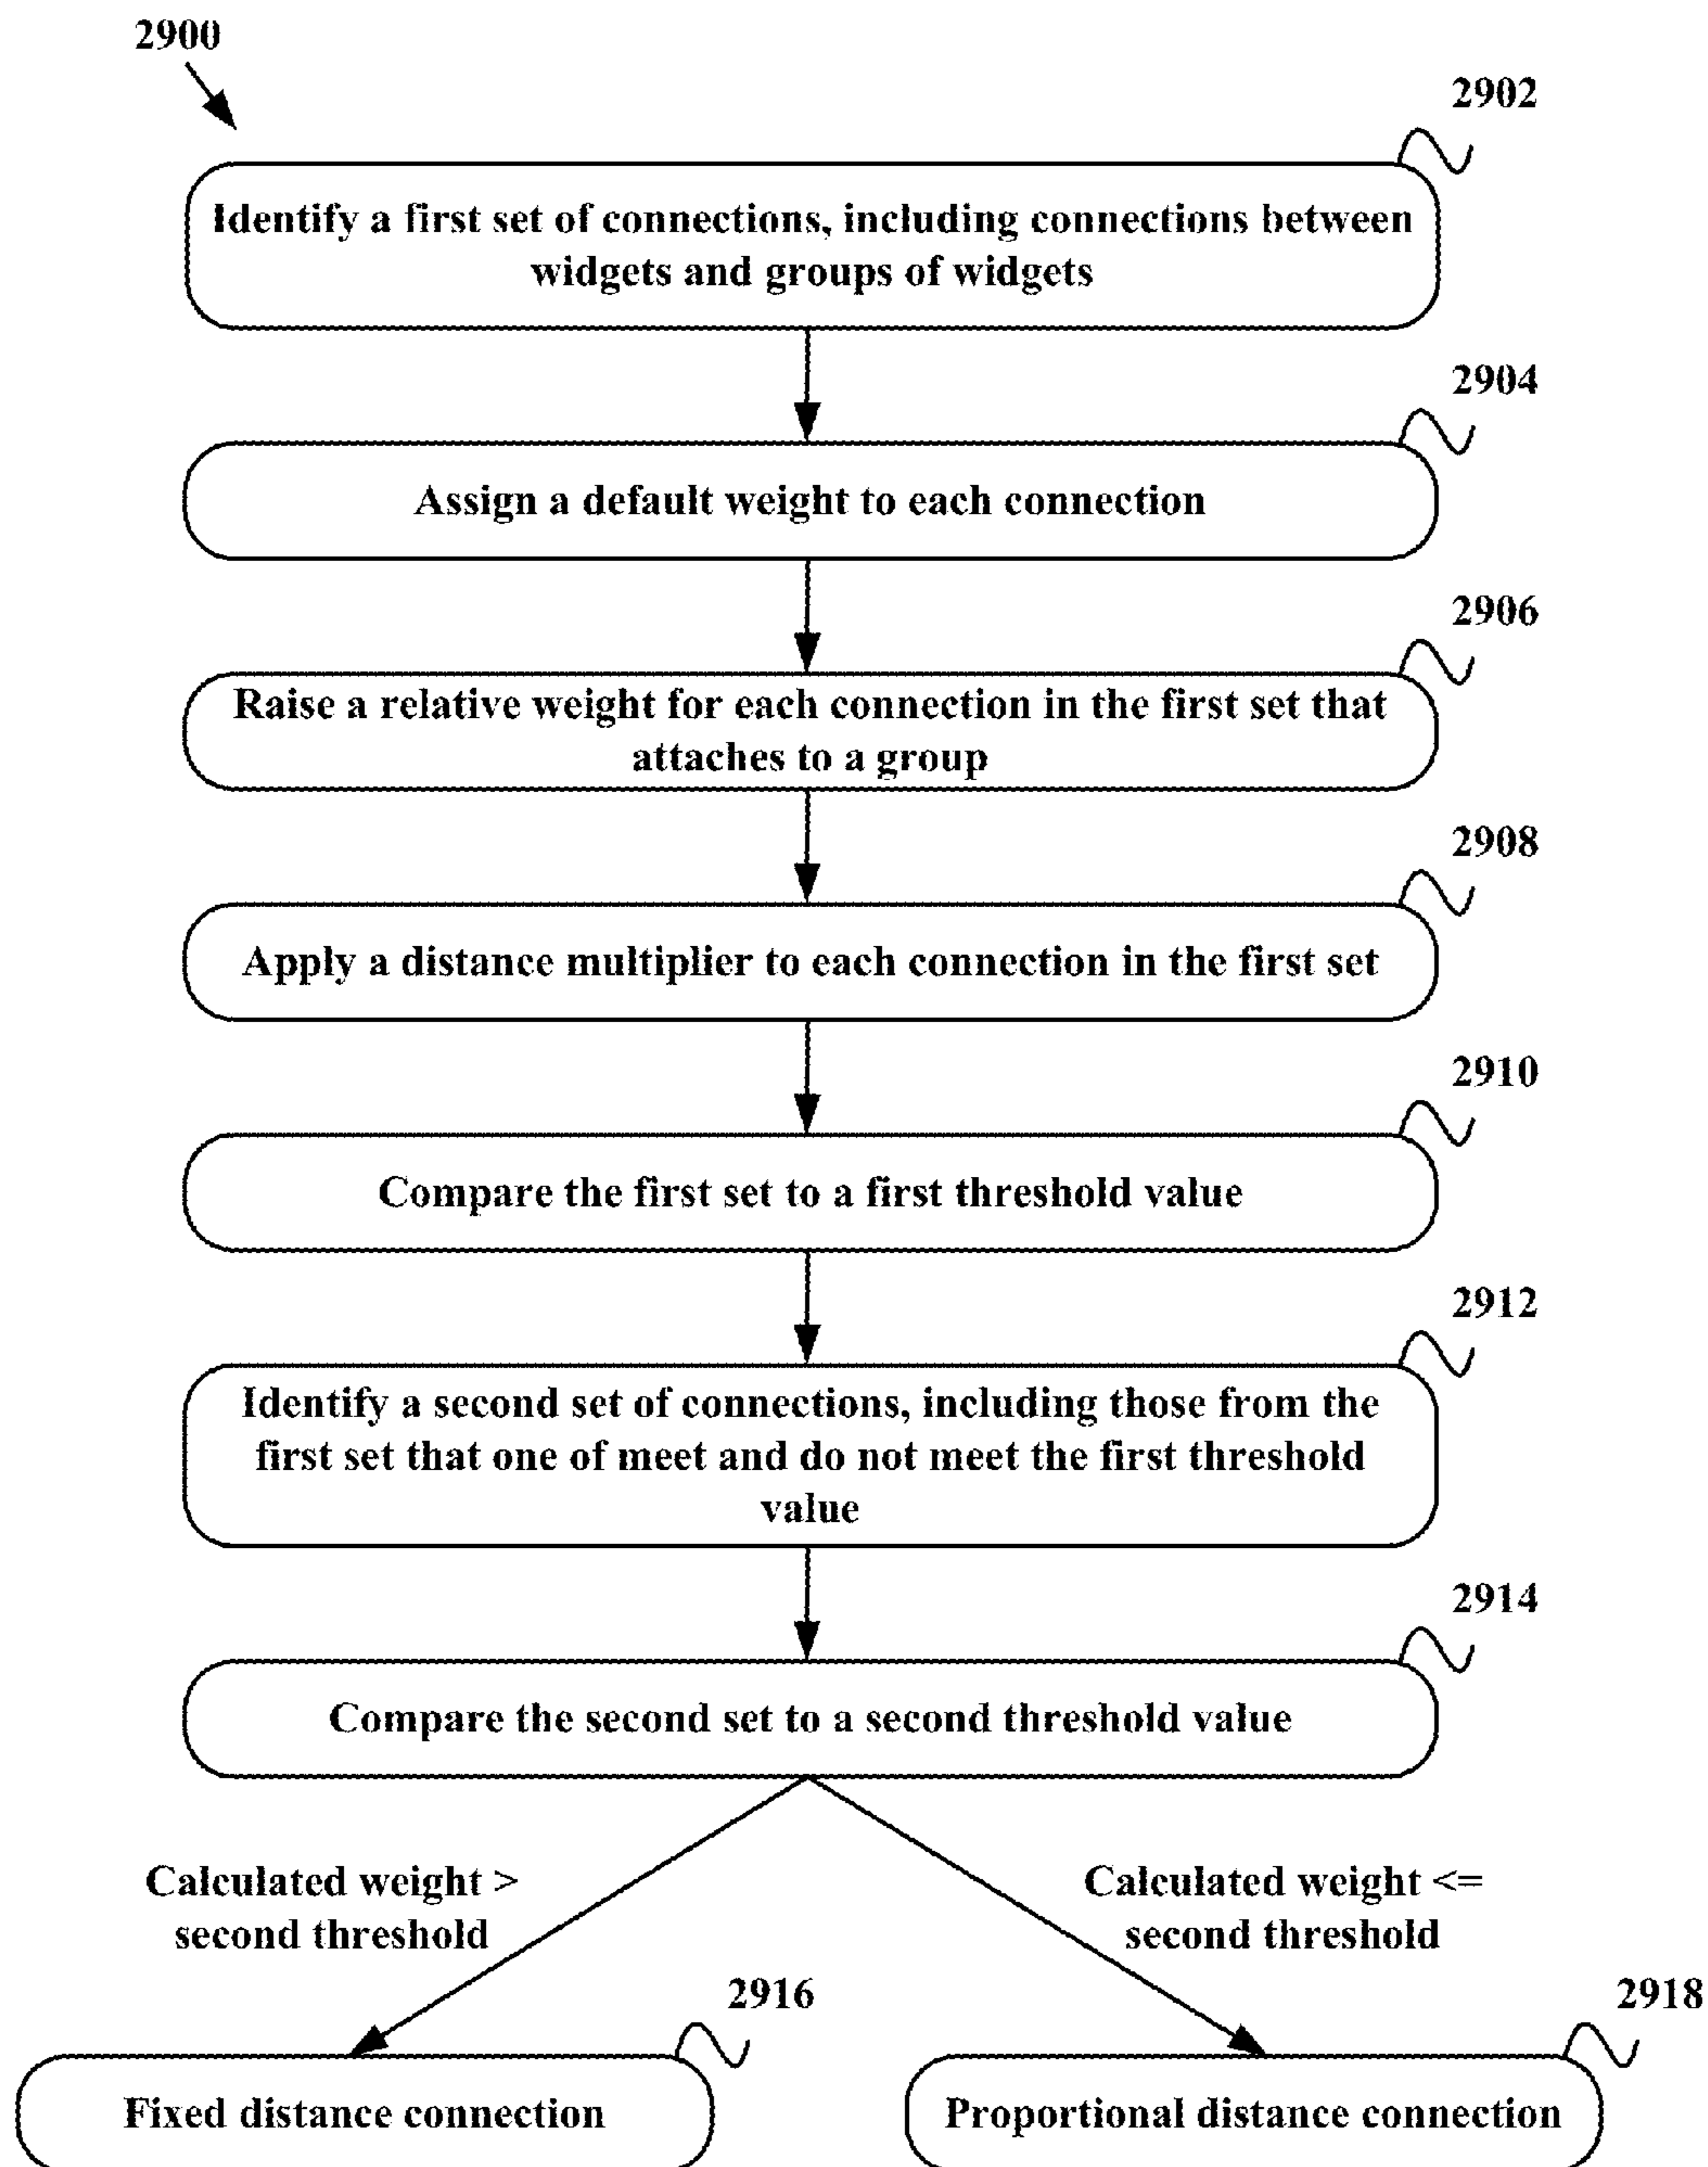 2900
2902
Identify a first set of connections, including connections between
widgets and groups of widgets
2904
Assign a default weight to each connection
2906
Raise a relative weight for each connection in the first set that
attaches to a group
2908
Apply a distance multiplier to each connection in the first set
2910
Compare the first set to a first threshold value
2912
Identify a second set of connections, including those from the
first set that one of meet and do not meet the first threshold
value
2914
Compare the second set to a second threshold value
Calculated weight >
second threshold
Calculated weight <=
second threshold
2916
Fixed distance connection
2918
Proportional distance connection